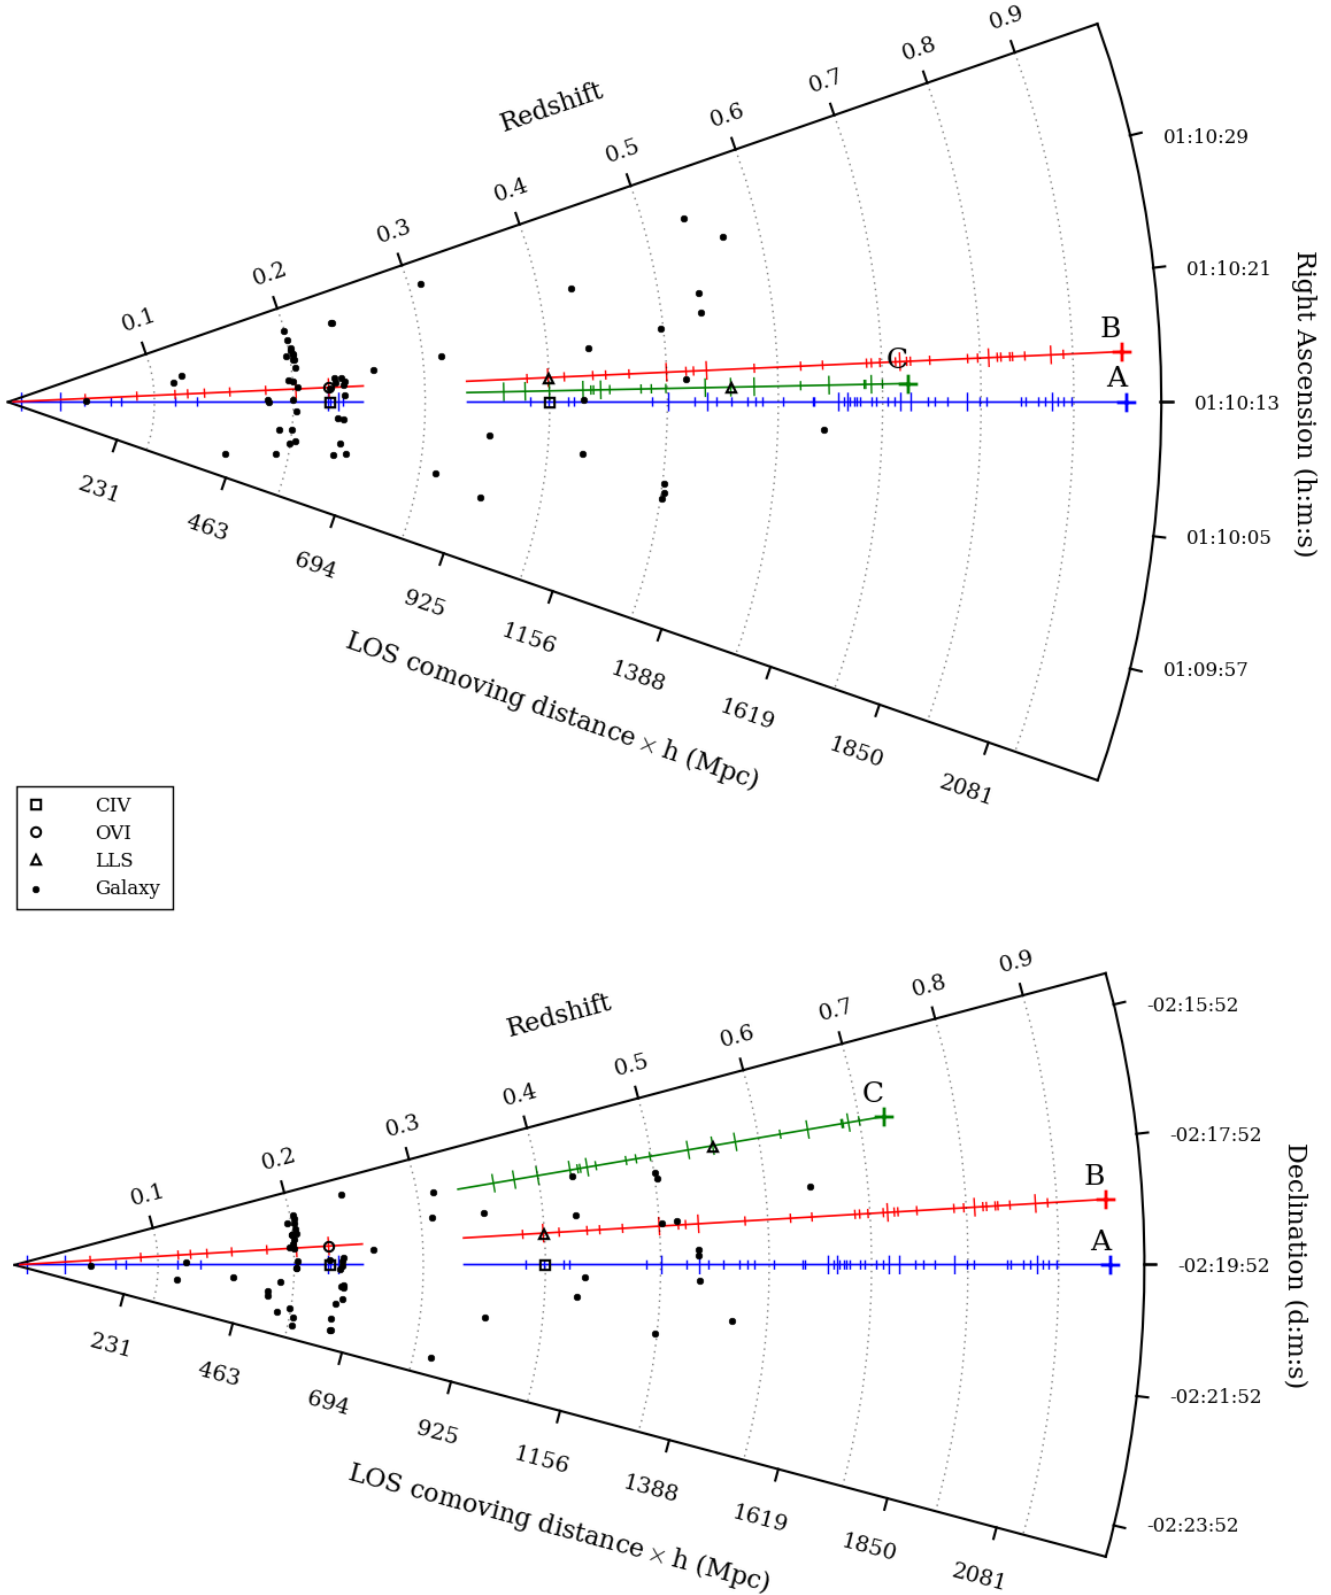 Redshift
0.1
0.2
0.3
0.4
0.5
0.6
0.7
0.8
0.9
01:10:29
01:10:21
01:10:13
01:10:05
01:09:57
Right Ascension (h:m:s)
B
C
A
231
463
694
925
1156
1388
1619
1850
2081
LOS comoving distance × h (Mpc)
CIV
OVI
LLS
Galaxy
Redshift
0.1
0.2
0.3
0.4
0.5
0.6
0.7
0.8
0.9
-02:15:52
-02:17:52
-02:19:52
-02:21:52
-02:23:52
Declination (d:m:s)
C
B
A
231
463
694
925
1156
1388
1619
1850
2081
LOS comoving distance × h (Mpc)